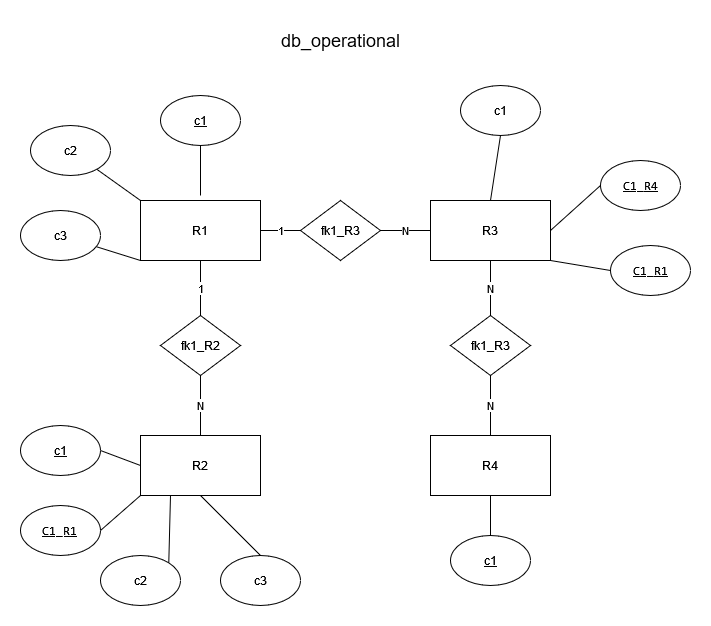 db_operational
c1
c1
c2
C1_R4
c3
R1
1
fk1_R3
N
R3
C1_R1
1
N
fk1_R2
fk1_R3
N
N
c1
R2
R4
C1_R1
c2
c3
c1